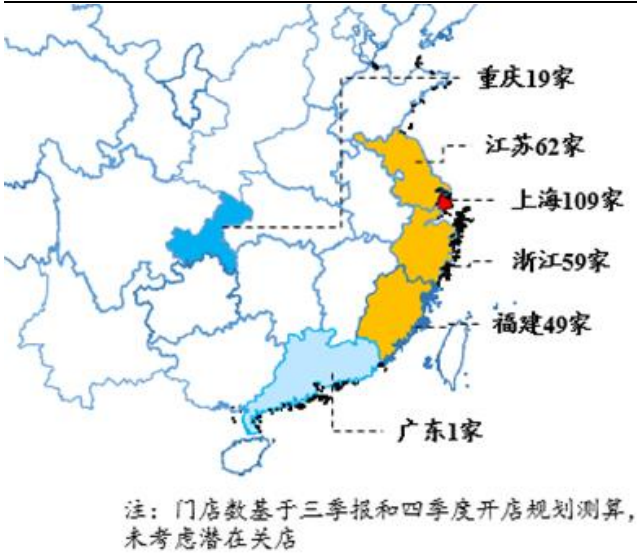 重庆19家
江苏62家
上海109家
浙江59家
福建49家
广东1家
注：门店数基于三季报和四季度开店规划测算，
未考虑潜在关店